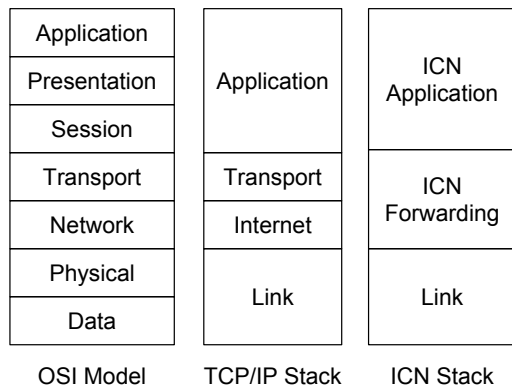 Application
Presentation
Session
Transport
Network
Physical
Data
OSI Model
Application
Transport
Internet
Link
TCP/IP Stack
ICN
Application
ICN
Forwarding
Link
ICN Stack